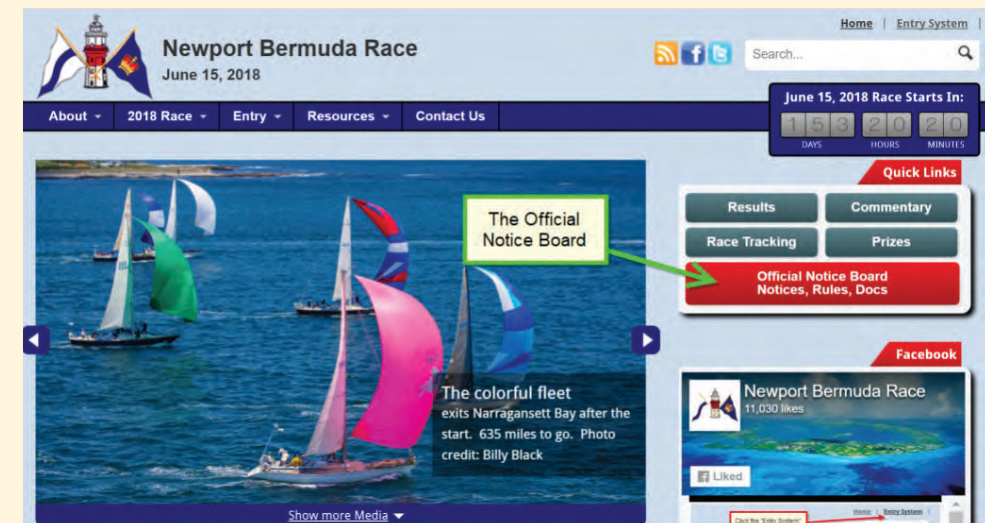 Home | Entry System |
Newport Bermuda Race
June 15, 2018
Search...
About 2018 Race Entry Resources Contact Us
June 15, 2018 Race Starts In:
1 5 3 2 0 2 0
DAYS HOURS MINUTES
Quick Links
The Official
Notice Board
Results Commentary
Race Tracking Prizes
Official Notice Board
Notices, Rules, Docs
Facebook
Newport Bermuda Race
11,030 likes
Liked
The colorful fleet
exits Narragansett Bay after the
start. 635 miles to go. Photo
credit: Billy Black
Show more Media
Home | Entry System |
Click the "Entry System"